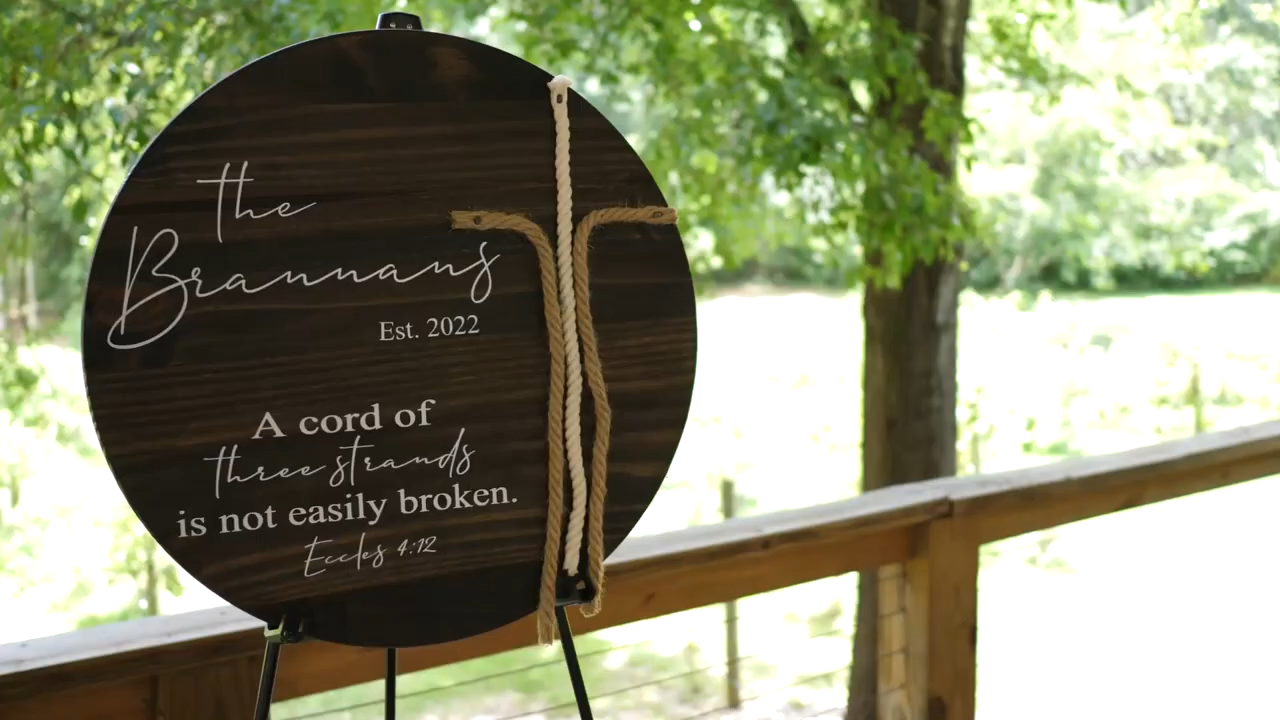 the
Brannans
Est. 2022
A cord of
three strands
is not easily broken.
Eccles 4:12